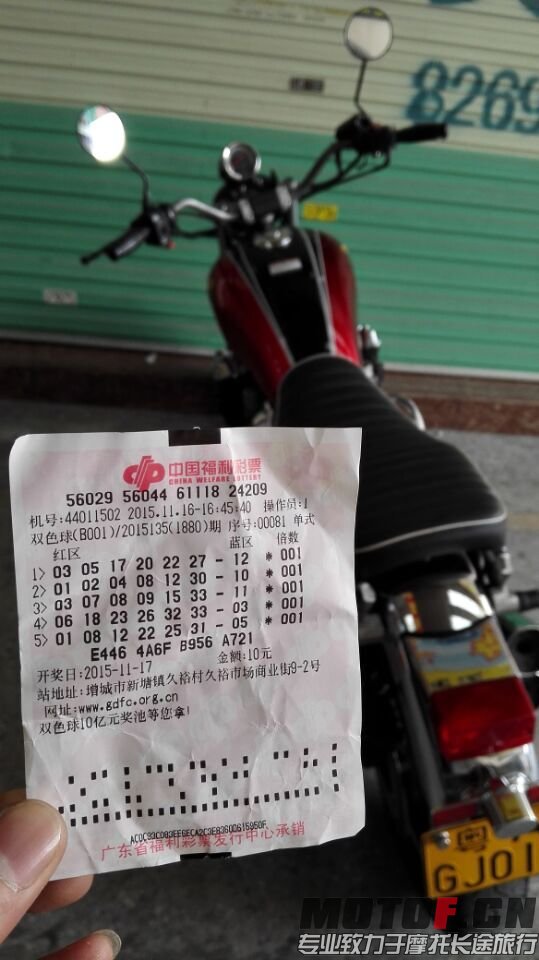 8269
中国福利彩票
CHINA WELFARE LOTTERY
56029 56044 61118 24209
机号:44011502 2015.11.16-16:45:40 操作员:1
双色球(B001)/2015135(1880)期 序号:00081 单式
红区 蓝区 倍数
1> 03 05 17 20 22 27 - 12 *001
2> 01 02 04 08 12 30 - 10 *001
3> 03 07 08 09 15 33 - 11 *001
4> 06 18 23 26 32 33 - 03 *001
5> 01 08 12 22 25 31 - 05 *001
E446 4A6F B956 A721
开奖日:2015-11-17 金额:10元
站地址:增城市新塘镇久裕村久裕市场商业街9-2号
网址:www.gdfc.org.cn
双色球10亿元奖池等您拿!
广东省福利彩票发行中心承销
GJ01
MOTOF.CN
专业致力于摩托长途旅行